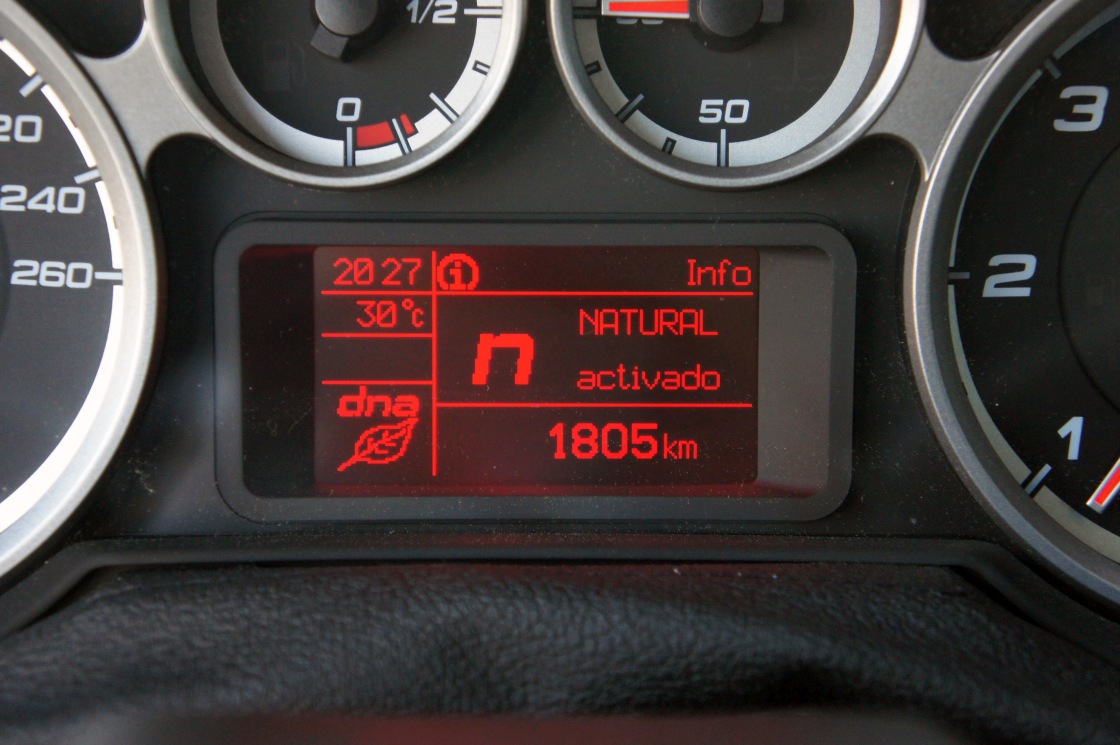 1/2
0
50
20
240
260
3
2
1
20 27
i
Info
30°c
n
NATURAL
activado
dna
1805km